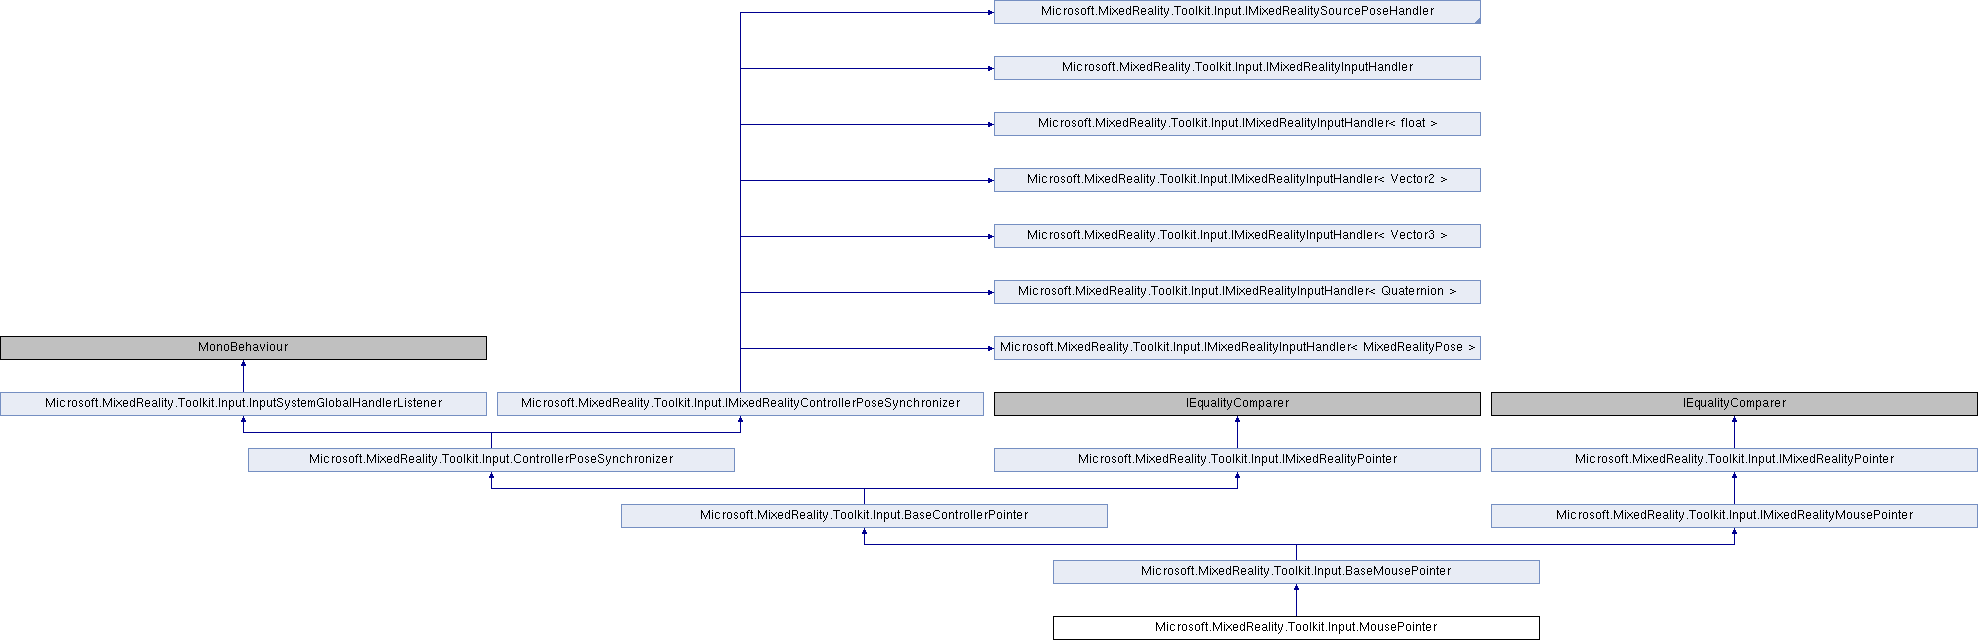 Microsoft.MixedReality.Toolkit.Input.IMixedRealitySourcePoseHandler
Microsoft.MixedReality.Toolkit.Input.IMixedRealityInputHandler
Microsoft.MixedReality.Toolkit.Input.IMixedRealityInputHandler< float >
Microsoft.MixedReality.Toolkit.Input.IMixedRealityInputHandler< Vector2 >
Microsoft.MixedReality.Toolkit.Input.IMixedRealityInputHandler< Vector3 >
Microsoft.MixedReality.Toolkit.Input.IMixedRealityInputHandler< Quaternion >
MonoBehaviour
Microsoft.MixedReality.Toolkit.Input.IMixedRealityInputHandler< MixedRealityPose >
Microsoft.MixedReality.Toolkit.Input.InputSystemGlobalHandlerListener
Microsoft.MixedReality.Toolkit.Input.IMixedRealityControllerPoseSynchronizer
IEqualityComparer
IEqualityComparer
Microsoft.MixedReality.Toolkit.Input.ControllerPoseSynchronizer
Microsoft.MixedReality.Toolkit.Input.IMixedRealityPointer
Microsoft.MixedReality.Toolkit.Input.IMixedRealityPointer
Microsoft.MixedReality.Toolkit.Input.BaseControllerPointer
Microsoft.MixedReality.Toolkit.Input.IMixedRealityMousePointer
Microsoft.MixedReality.Toolkit.Input.BaseMousePointer
Microsoft.MixedReality.Toolkit.Input.MousePointer